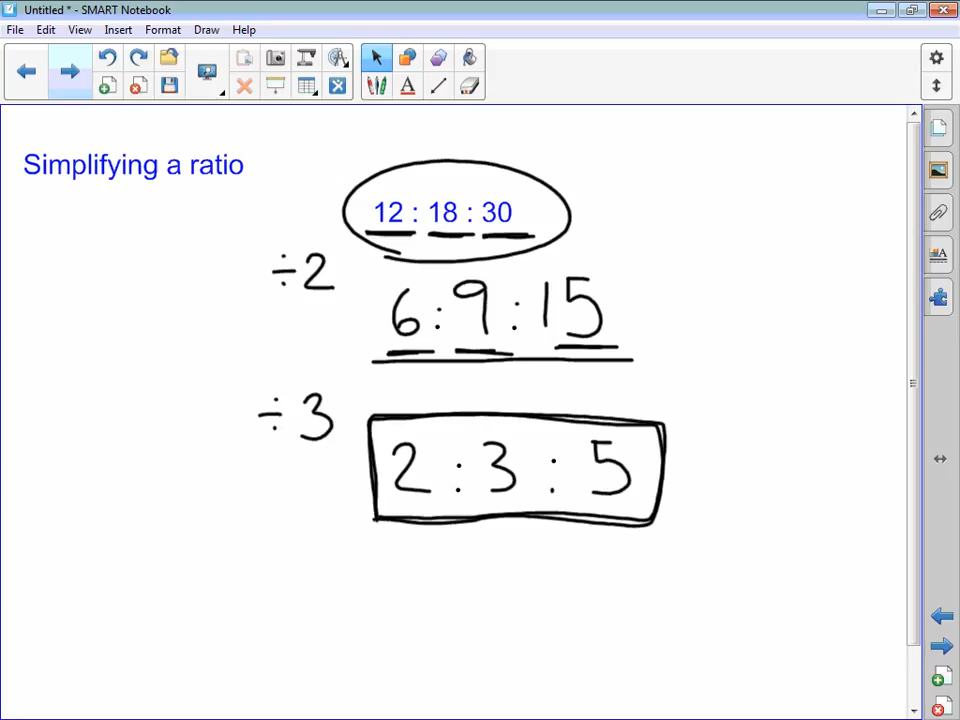 Untitled * - SMART Notebook
File Edit View Insert Format Draw Help
Simplifying a ratio
12 : 18 : 30
÷2
6 : 9 : 15
÷3
2 : 3 : 5